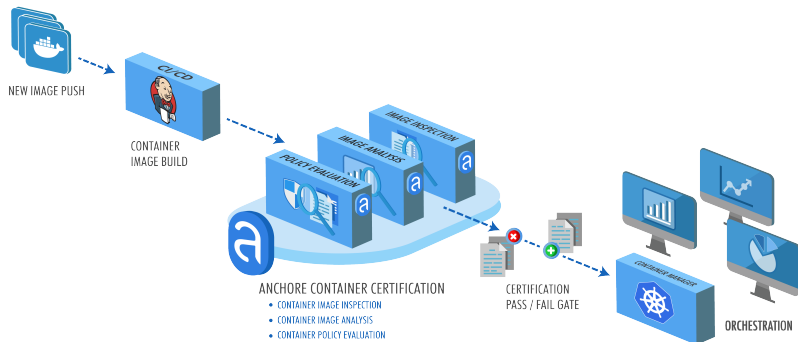 NEW IMAGE PUSH
CI/CD
CONTAINER
IMAGE BUILD
IMAGE INSPECTION
IMAGE ANALYSIS
POLICY EVALUATION
a
a
a
a
ANCHORE CONTAINER CERTIFICATION
• CONTAINER IMAGE INSPECTION
• CONTAINER IMAGE ANALYSIS
• CONTAINER POLICY EVALUATION
CERTIFICATION
PASS / FAIL GATE
CONTAINER MANAGER
ORCHESTRATION